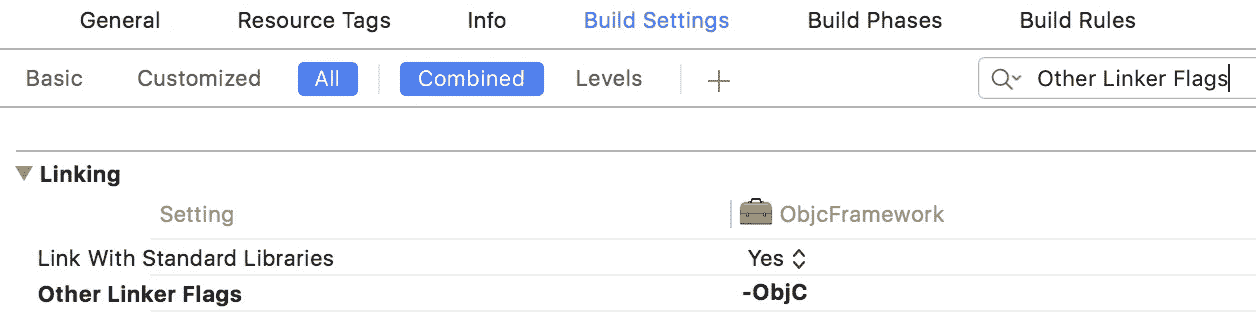 General Resource Tags Info Build Settings Build Phases Build Rules
Basic Customized All Combined Levels + Other Linker Flags
Linking
Setting ObjcFramework
Link With Standard Libraries Yes
Other Linker Flags -ObjC